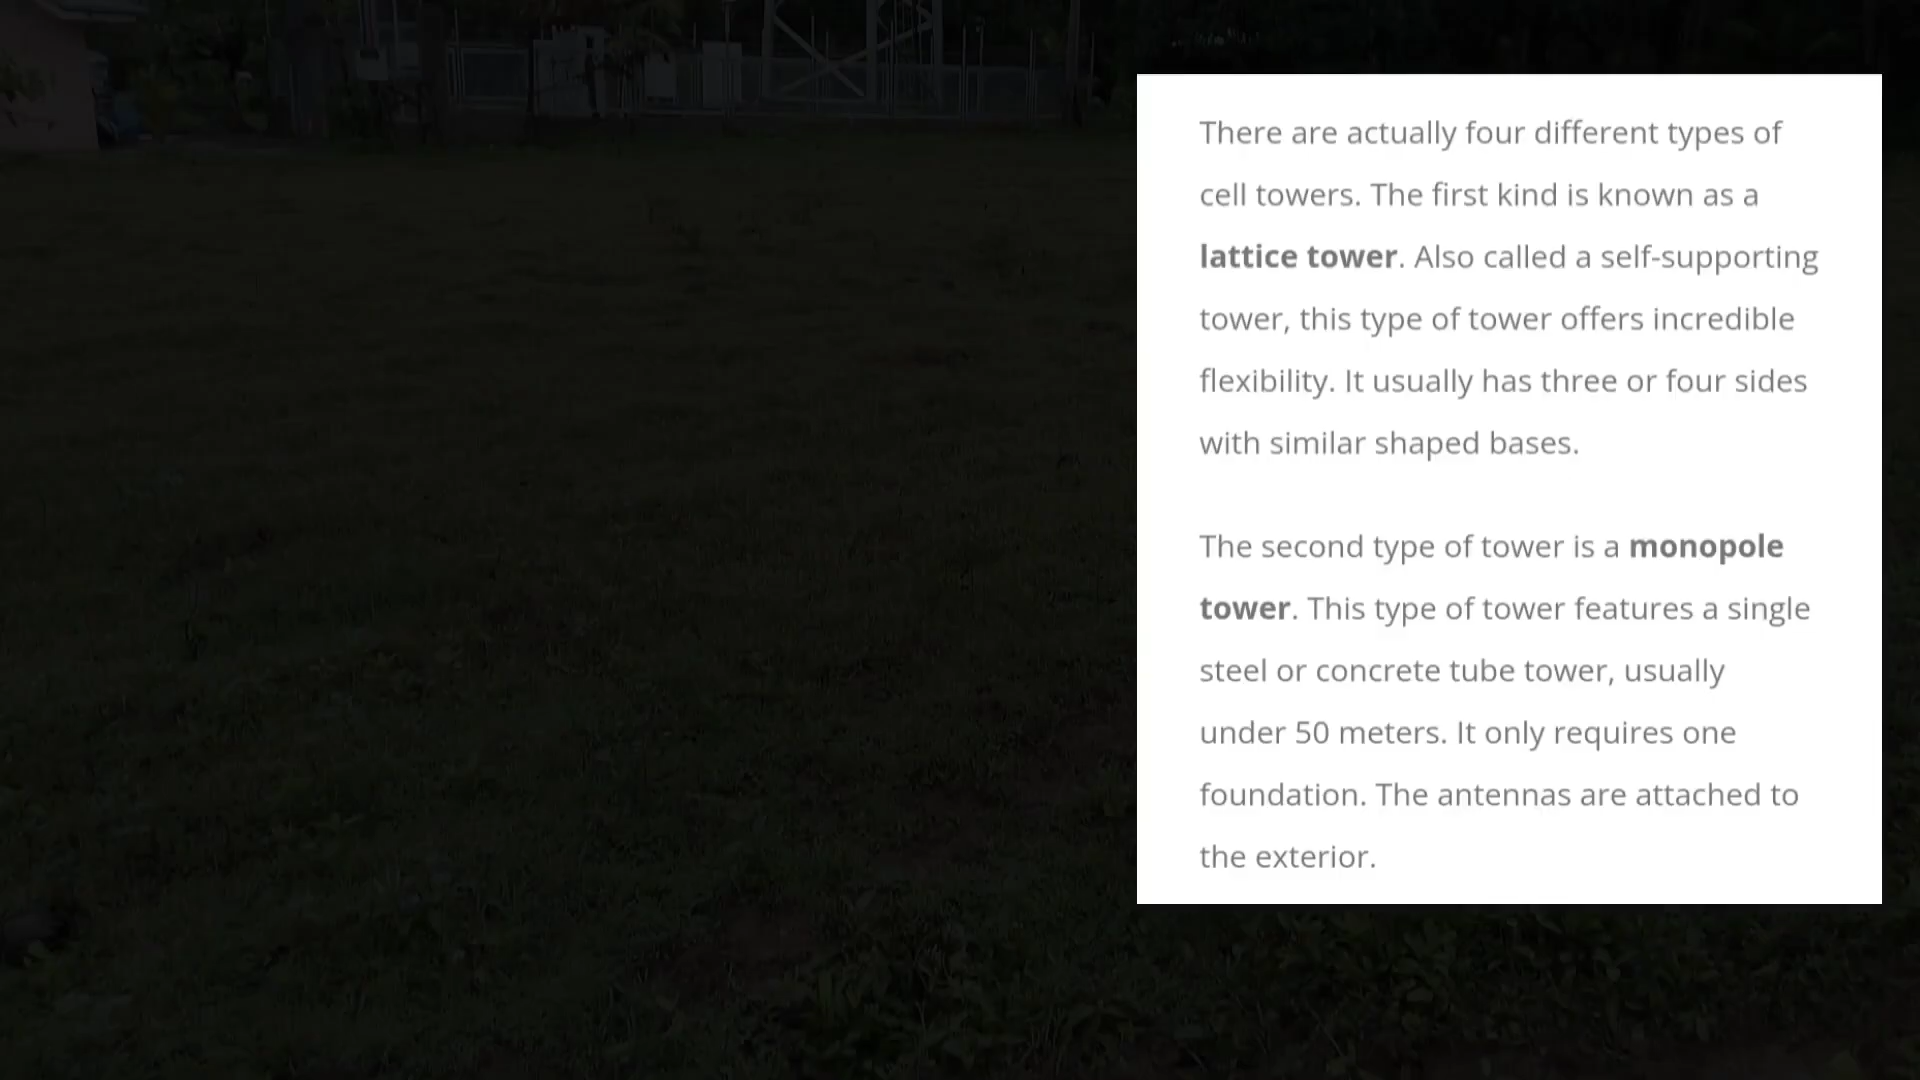 There are actually four different types of
cell towers. The first kind is known as a
lattice tower. Also called a self-supporting
tower, this type of tower offers incredible
flexibility. It usually has three or four sides
with similar shaped bases.
The second type of tower is a monopole
tower. This type of tower features a single
steel or concrete tube tower, usually
under 50 meters. It only requires one
foundation. The antennas are attached to
the exterior.